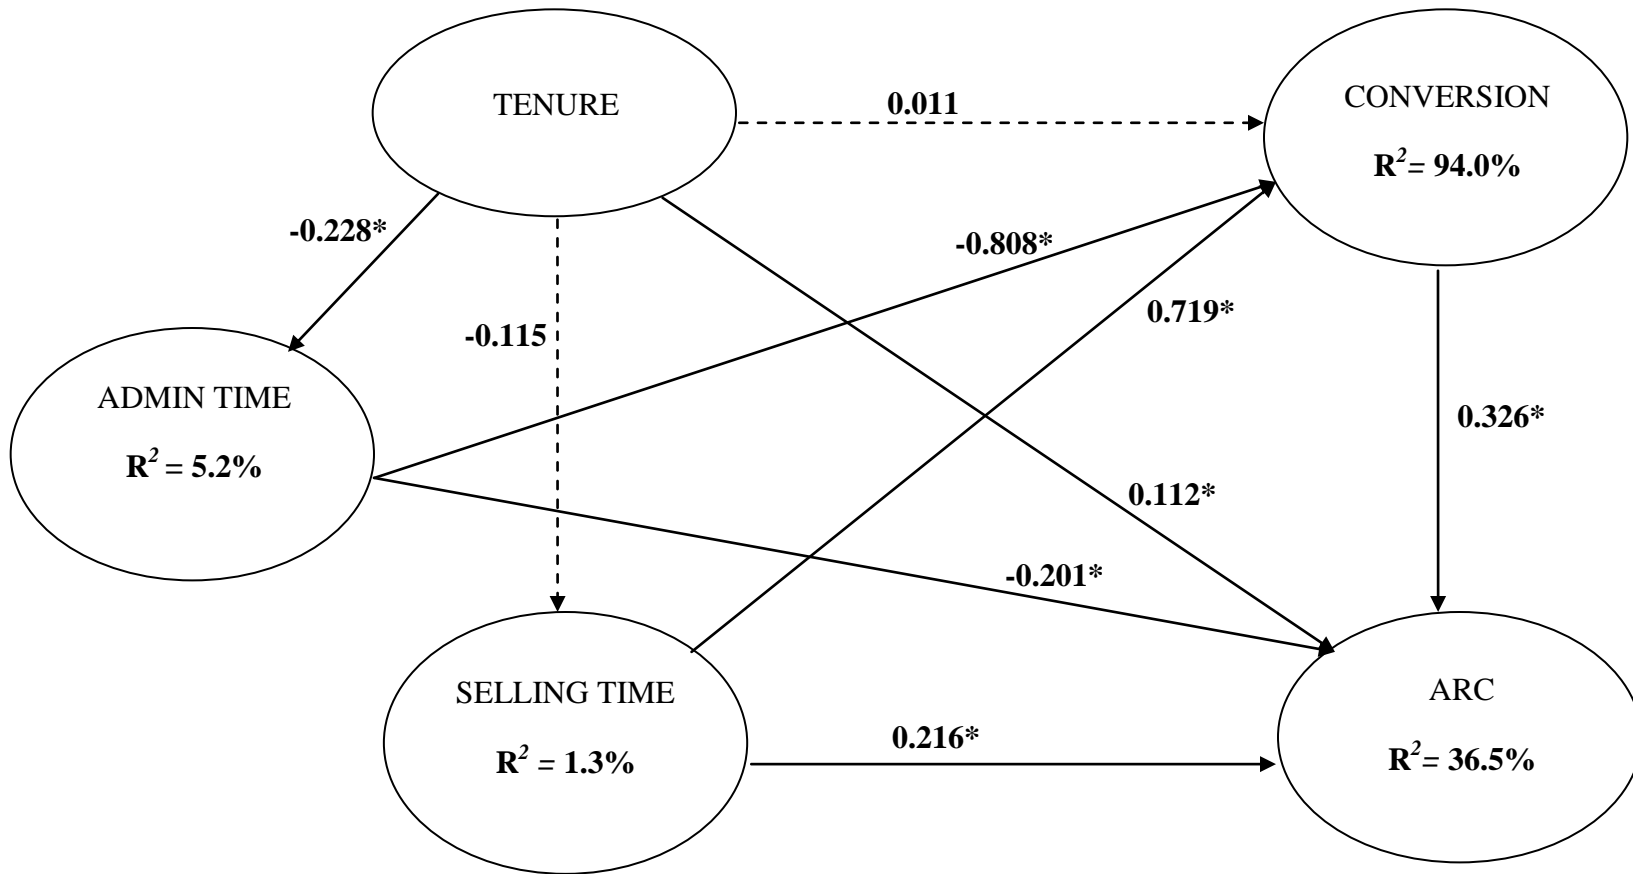 TENURE
0.011
CONVERSION
R²= 94.0%
-0.228*
-0.808*
0.719*
-0.115
ADMIN TIME
R² = 5.2%
0.326*
0.112*
-0.201*
SELLING TIME
R² = 1.3%
0.216*
ARC
R²= 36.5%